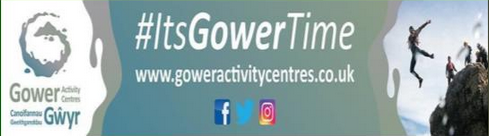 #ItsGowerTime
www.goweractivitycentres.co.uk
Gower Activity
Centres
Canolfannau Gŵyr
Gweithgareddau